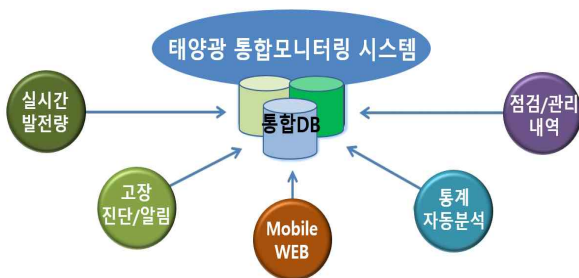 태양광 통합모니터링 시스템
실시간
발전량
통합DB
점검/관리
내역
고장
진단/알림
Mobile
WEB
통계
자동분석